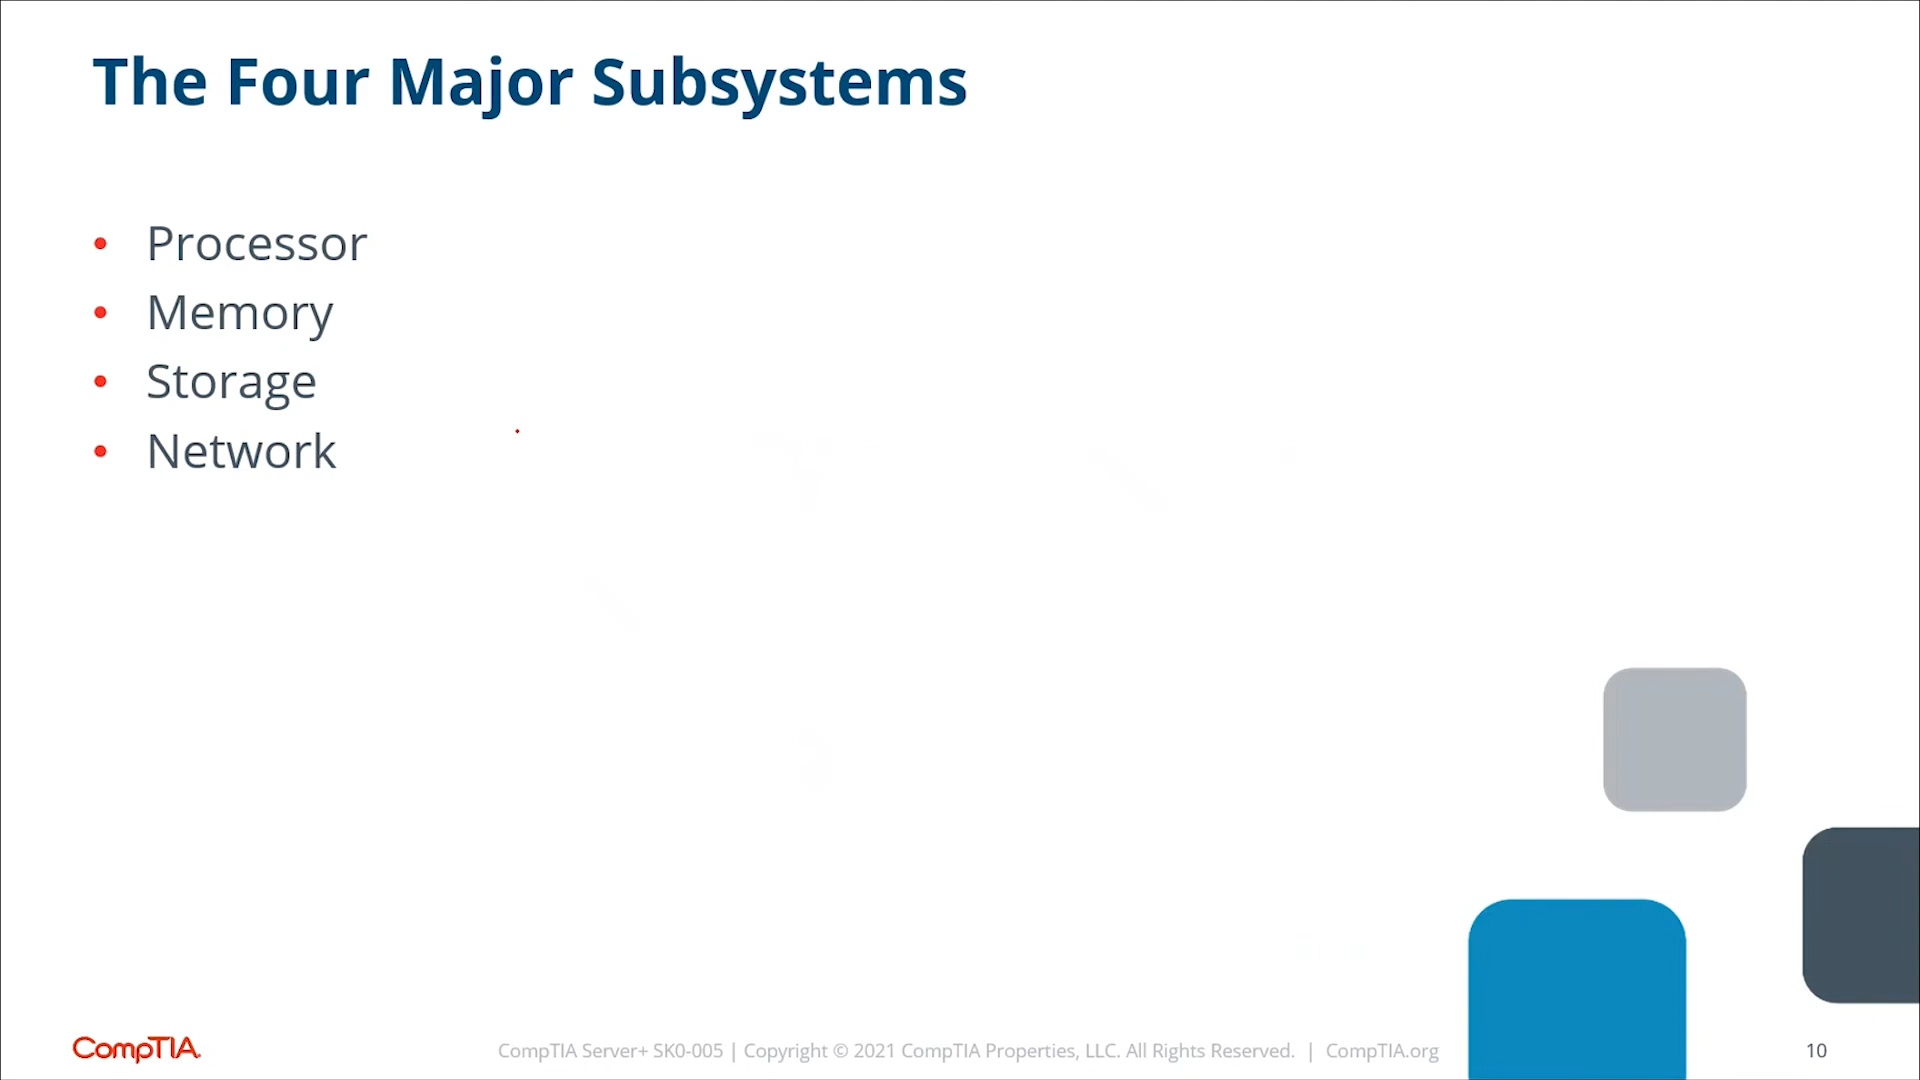 The Four Major Subsystems
• Processor
• Memory
• Storage
• Network
CompTIA.
CompTIA Server+ SK0-005 | Copyright © 2021 CompTIA Properties, LLC. All Rights Reserved. | CompTIA.org
10